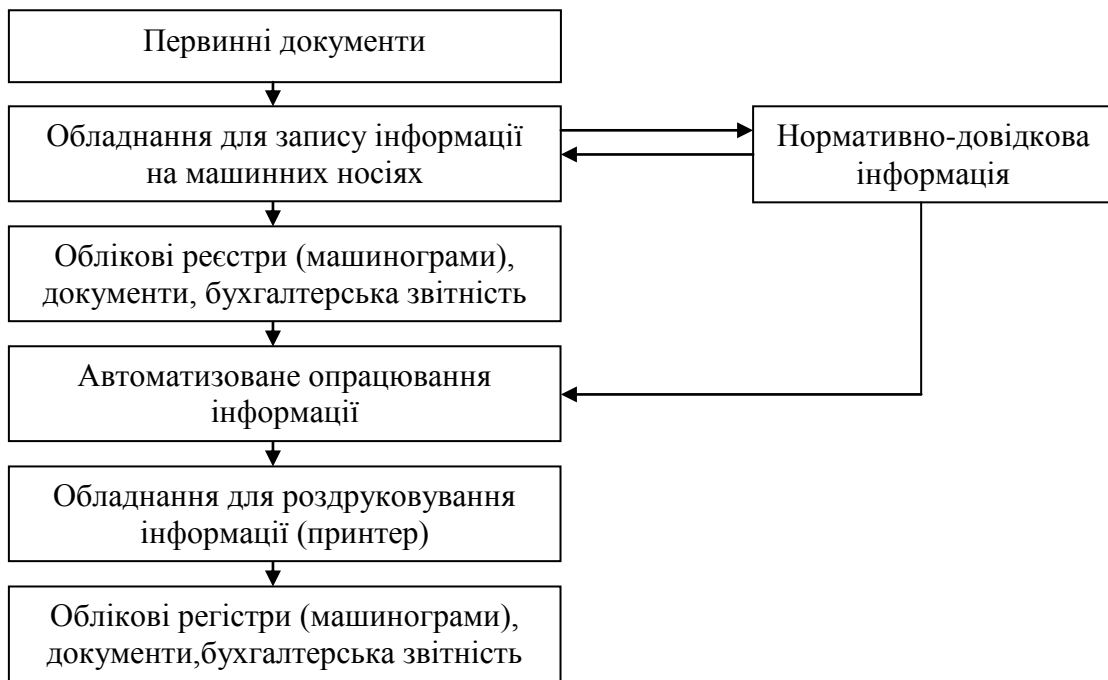 Первинні документи
Обладнання для запису інформації
на машинних носіях
Нормативно-довідкова
інформація
Облікові реєстри (машинограми),
документи, бухгалтерська звітність
Автоматизоване опрацювання
інформації
Обладнання для роздруковування
інформації (принтер)
Облікові регістри (машинограми),
документи,бухгалтерська звітність